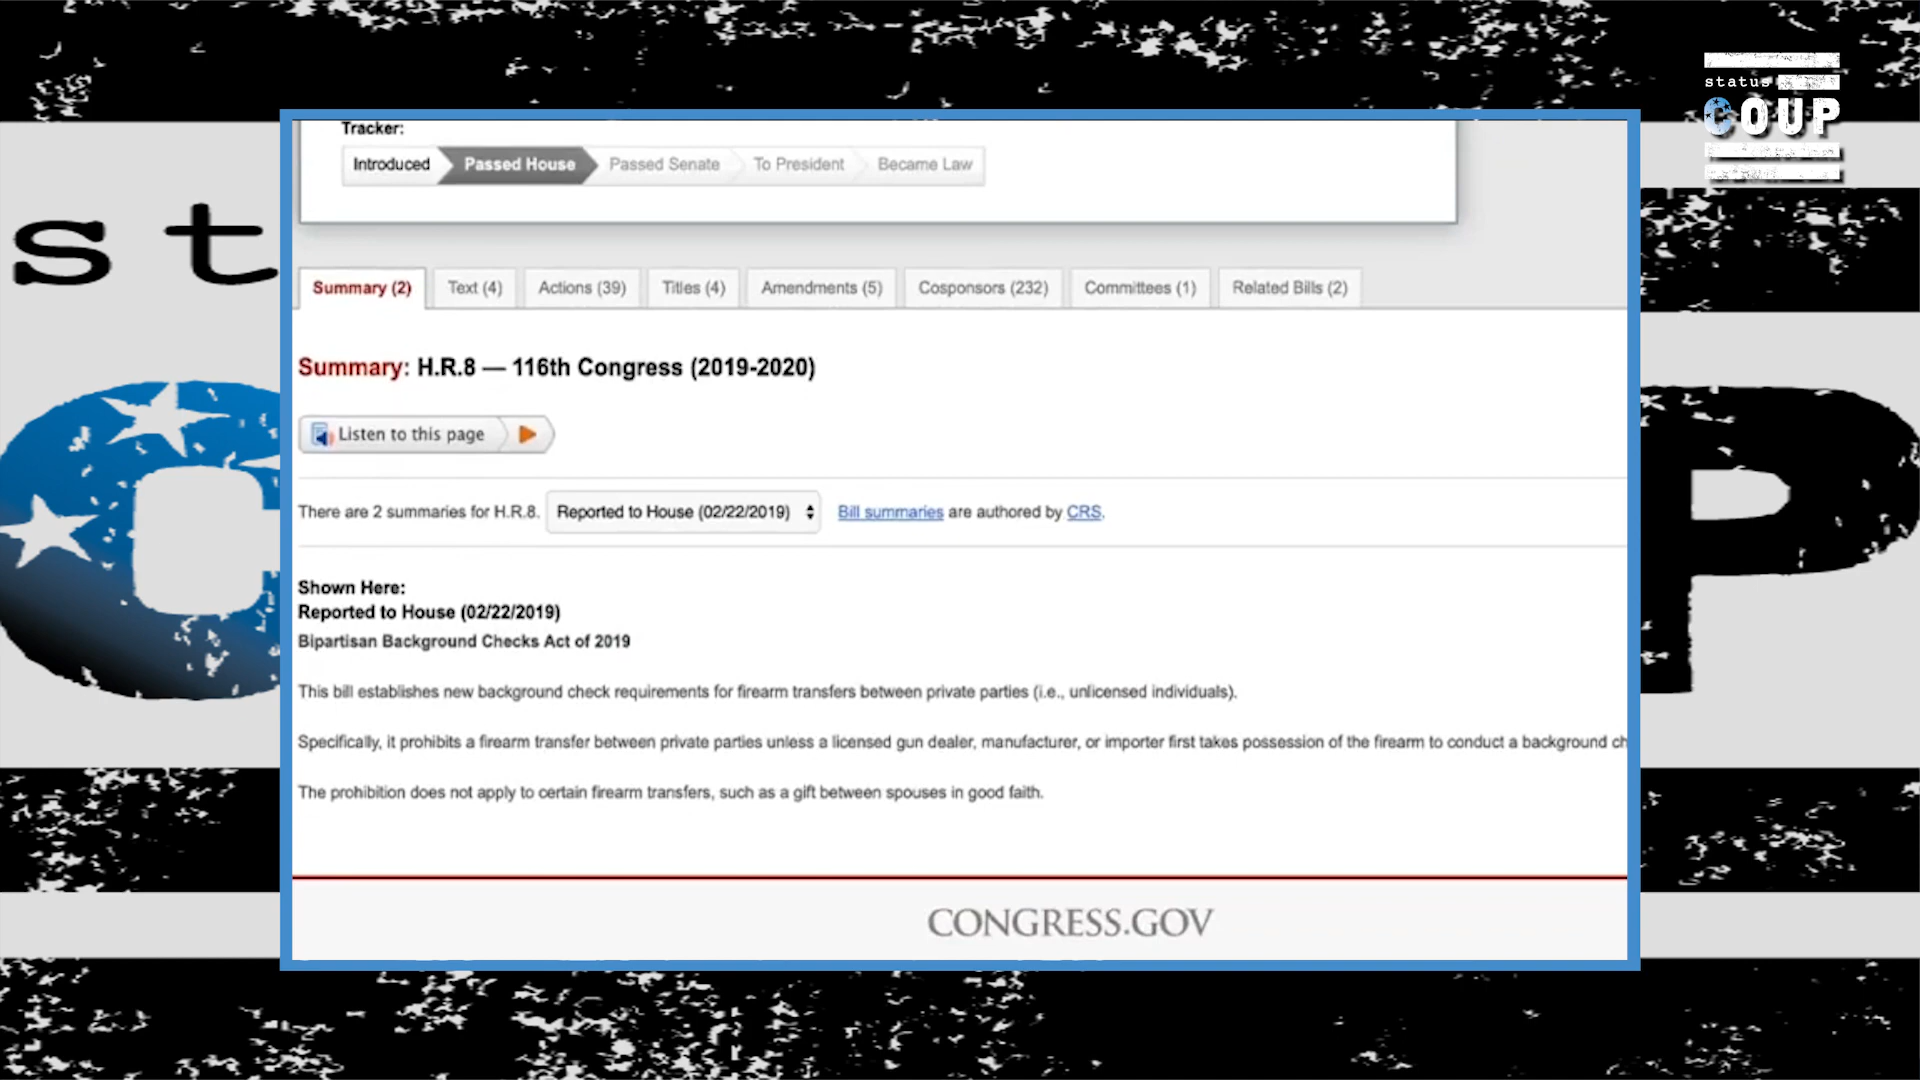 status
COUP
st
C
P
Tracker:
Introduced Passed House Passed Senate To President Became Law
Summary (2) Text (4) Actions (39) Titles (4) Amendments (5) Cosponsors (232) Committees (1) Related Bills (2)
Summary: H.R.8 — 116th Congress (2019-2020)
Listen to this page
There are 2 summaries for H.R.8. Reported to House (02/22/2019) Bill summaries are authored by CRS.
Shown Here:
Reported to House (02/22/2019)
Bipartisan Background Checks Act of 2019
This bill establishes new background check requirements for firearm transfers between private parties (i.e., unlicensed individuals).
Specifically, it prohibits a firearm transfer between private parties unless a licensed gun dealer, manufacturer, or importer first takes possession of the firearm to conduct a background ch
The prohibition does not apply to certain firearm transfers, such as a gift between spouses in good faith.
CONGRESS.GOV